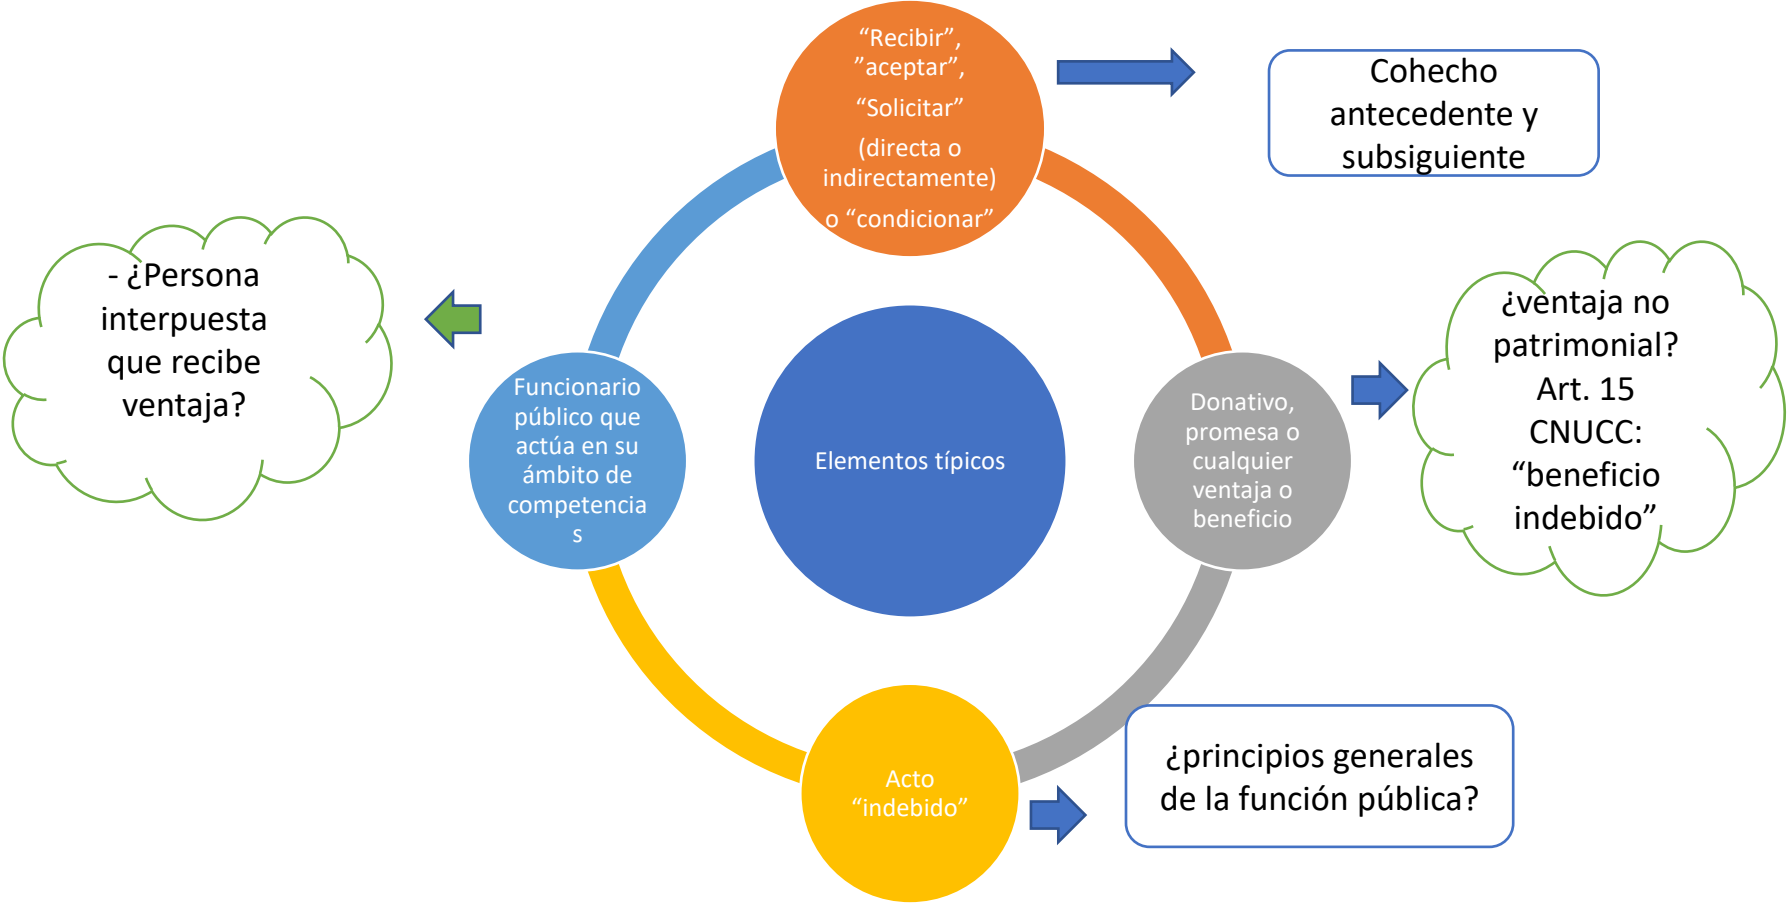 “Recibir”,
”aceptar”,
“Solicitar”
(directa o
indirectamente)
o “condicionar”
Cohecho
antecedente y
subsiguiente
- ¿Persona
interpuesta
que recibe
ventaja?
Funcionario
público que
actúa en su
ámbito de
competencia
s
Elementos típicos
Donativo,
promesa o
cualquier
ventaja o
beneficio
¿ventaja no
patrimonial?
Art. 15
CNUCC:
“beneficio
indebido”
Acto
“indebido”
¿principios generales
de la función pública?